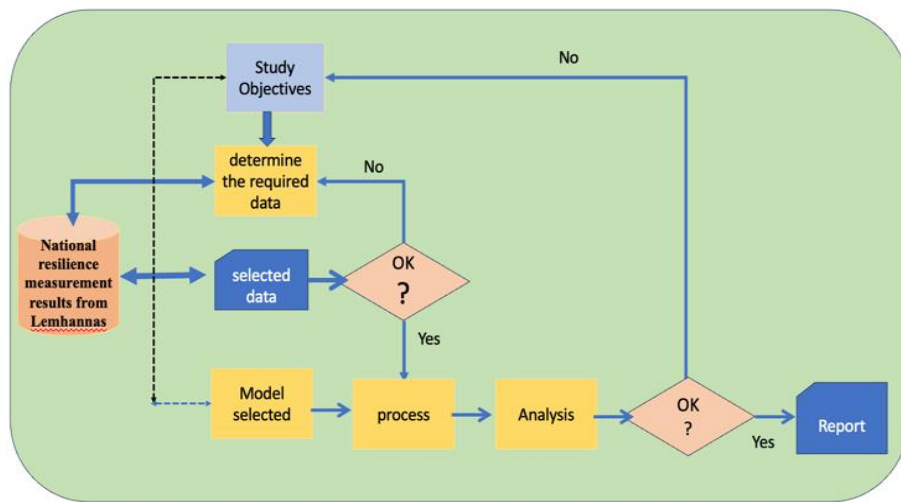 Study
Objectives
No
determine
the required
data
No
National
resilience
measurement
results from
Lemhannas
selected
data
OK
?
Yes
Model
selected
process
Analysis
OK
?
Yes
Report